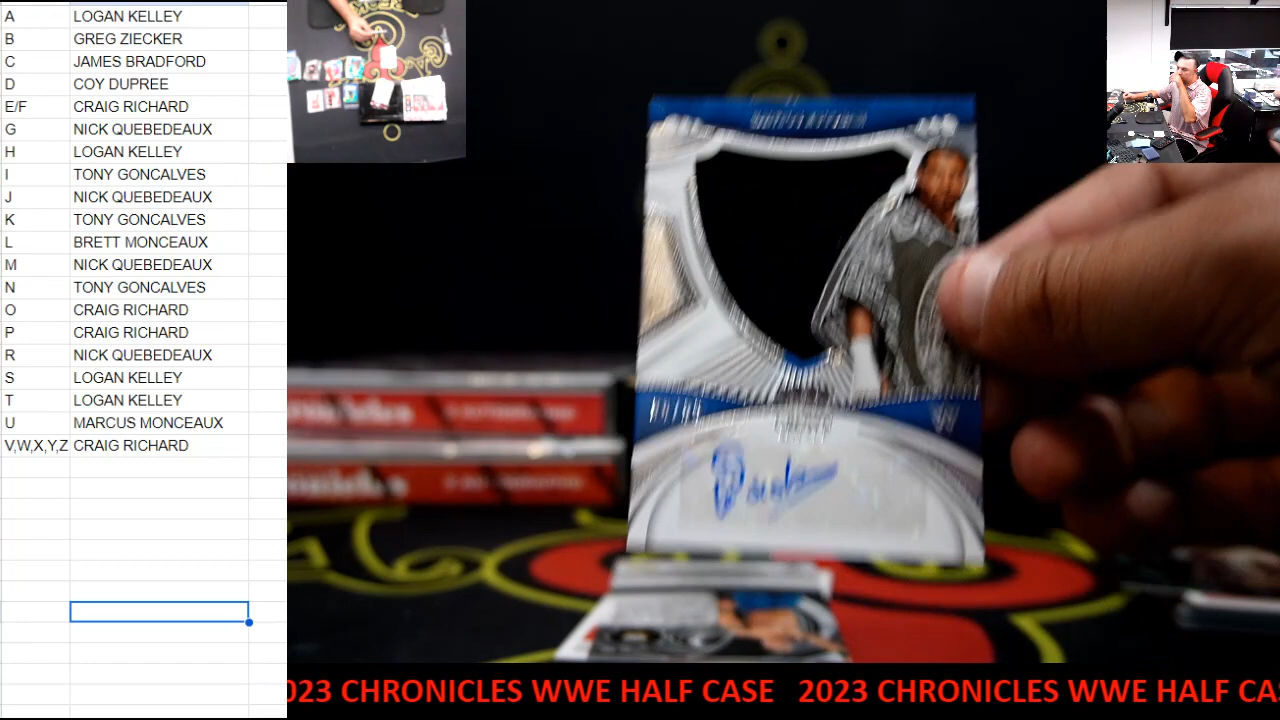 A LOGAN KELLEY
B GREG ZIECKER
C JAMES BRADFORD
D COY DUPREE
E/F CRAIG RICHARD
G NICK QUEBEDEAUX
H LOGAN KELLEY
I TONY GONCALVES
J NICK QUEBEDEAUX
K TONY GONCALVES
L BRETT MONCEAUX
M NICK QUEBEDEAUX
N TONY GONCALVES
O CRAIG RICHARD
P CRAIG RICHARD
R NICK QUEBEDEAUX
S LOGAN KELLEY
T LOGAN KELLEY
U MARCUS MONCEAUX
V,W,X,Y,Z CRAIG RICHARD
023 CHRONICLES WWE HALF CASE 2023 CHRONICLES WWE HALF CA